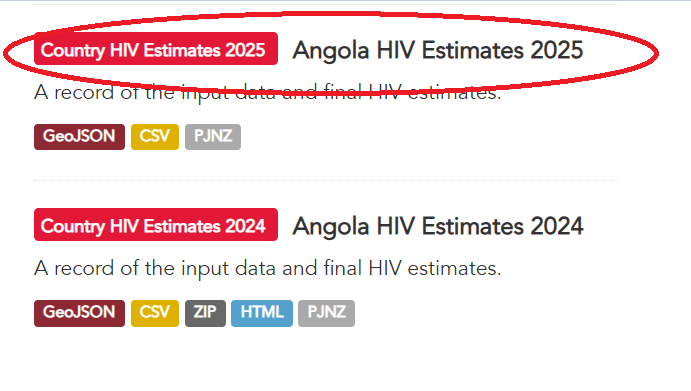 Country HIV Estimates 2025 Angola HIV Estimates 2025
A record of the input data and final HIV estimates.
GeoJSON CSV PJNZ
Country HIV Estimates 2024 Angola HIV Estimates 2024
A record of the input data and final HIV estimates.
GeoJSON CSV ZIP HTML PJNZ